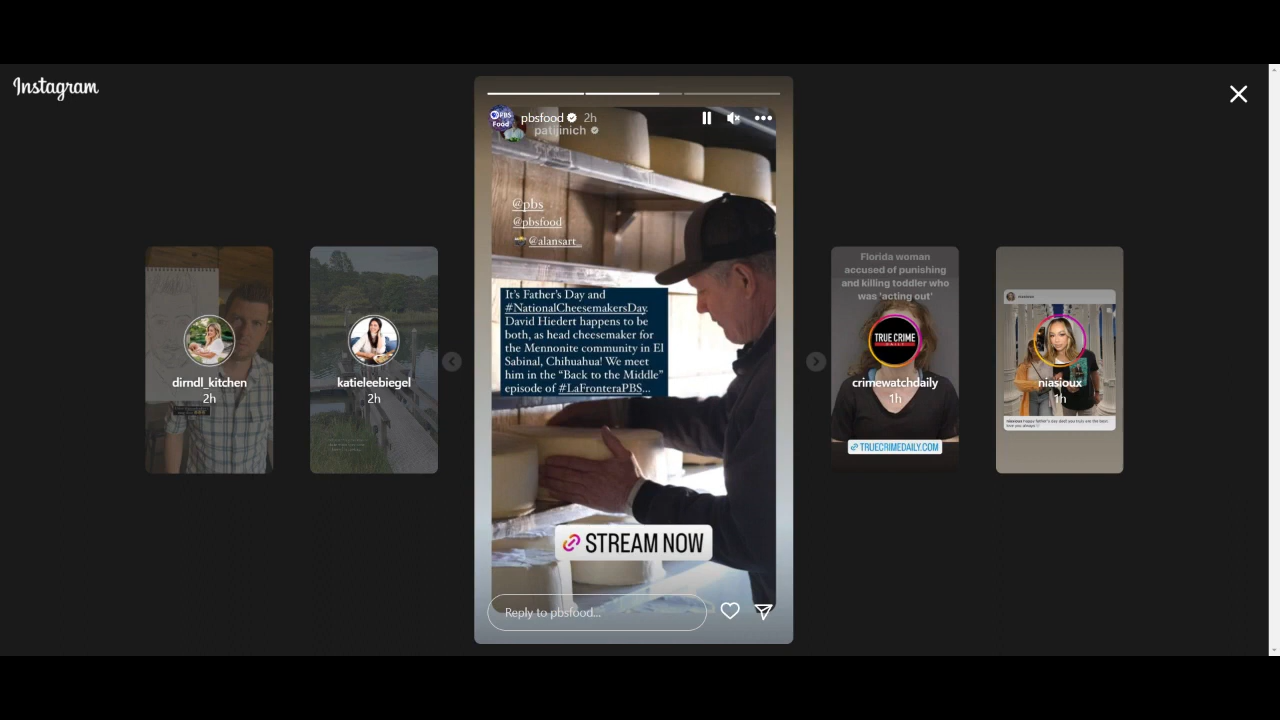 Instagram
PBS
Food
pbsfood 2h
patijinich
@pbs
@pbsfood
@alansart..
It's Father's Day and
#NationalCheesemakersDay.
David Hiedert happens to be
both, as head cheesemaker for
the Mennonite community in El
Sabinal, Chihuahua! We meet
him in the “Back to the Middle”
episode of #LaFronteraPBS...
STREAM NOW
Reply to pbsfood...
dirndl_kitchen
2h
katieleebiegel
2h
Florida woman
accused of punishing
and killing toddler who
was 'acting out'
TRUE CRIME
DAILY
crimewatchdaily
1h
TRUECRIMEDAILY.COM
niasioux
1h